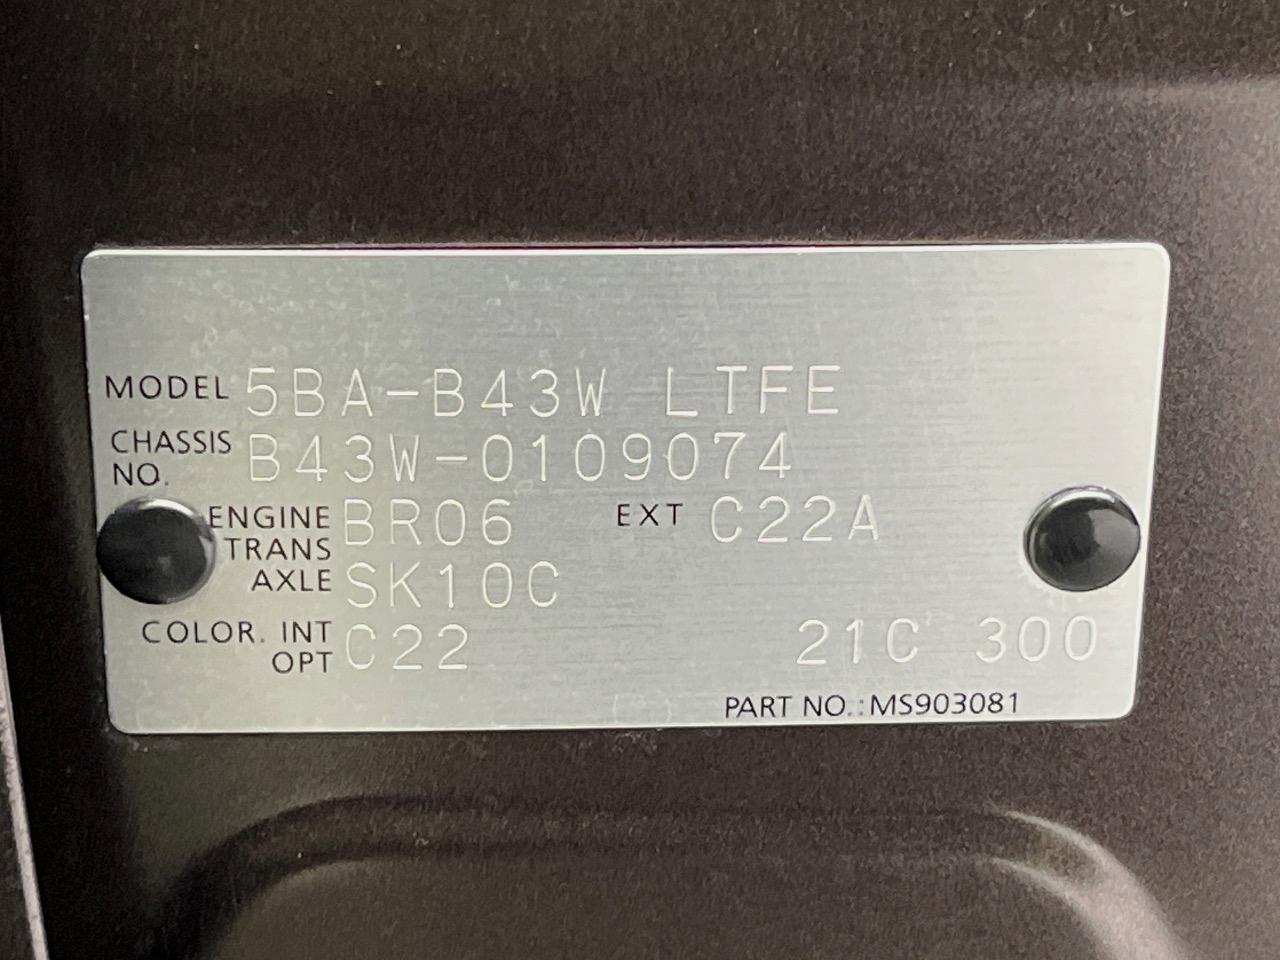 MODEL 5BA-B43W LTFE
CHASSIS NO. B43W-0109074
ENGINE BR06 EXT C22A
TRANS AXLE SK10C
COLOR. INT OPT C22 21C 300
PART NO.:MS903081